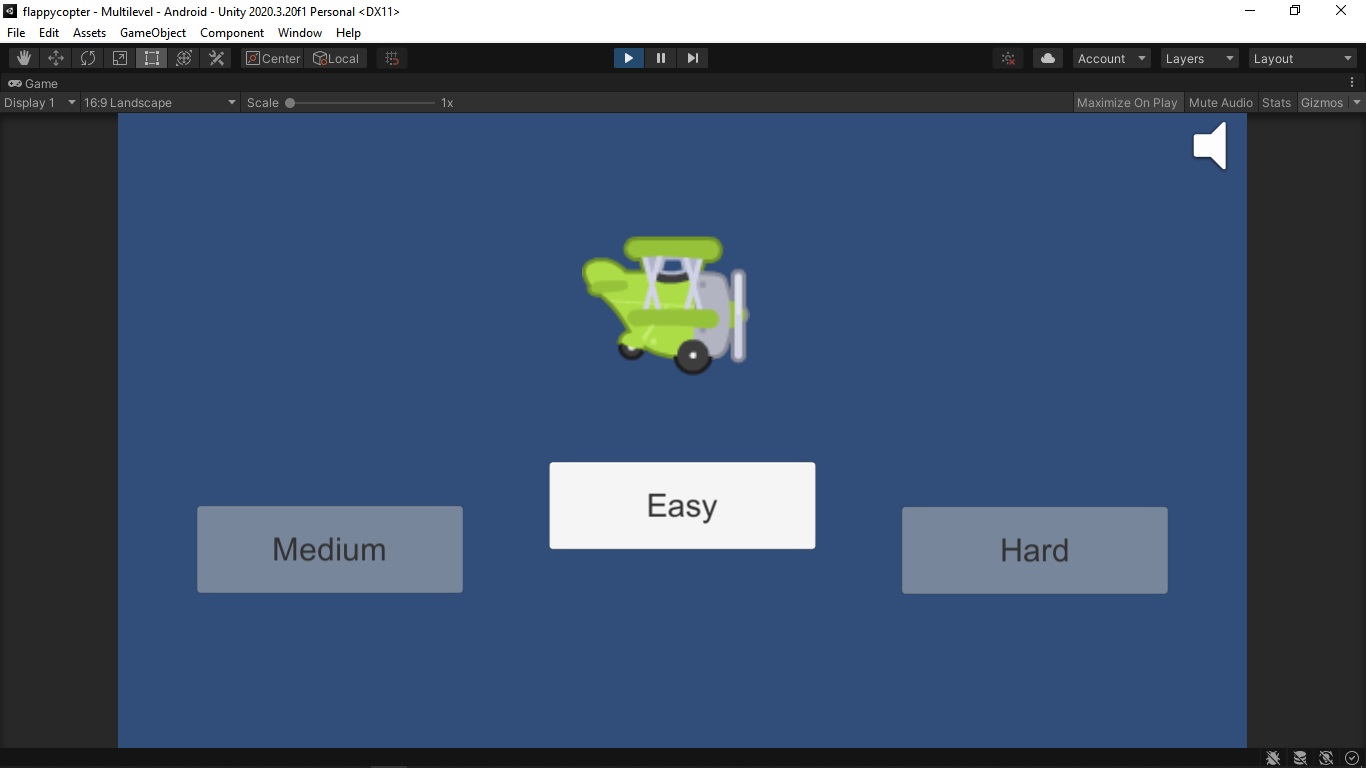 flappycopter - Multilevel - Android - Unity 2020.3.20f1 Personal <DX11>
File Edit Assets GameObject Component Window Help
Center Local Account Layers Layout
Game
Display 1 16:9 Landscape Scale 1x Maximize On Play Mute Audio Stats Gizmos
Easy
Medium Hard